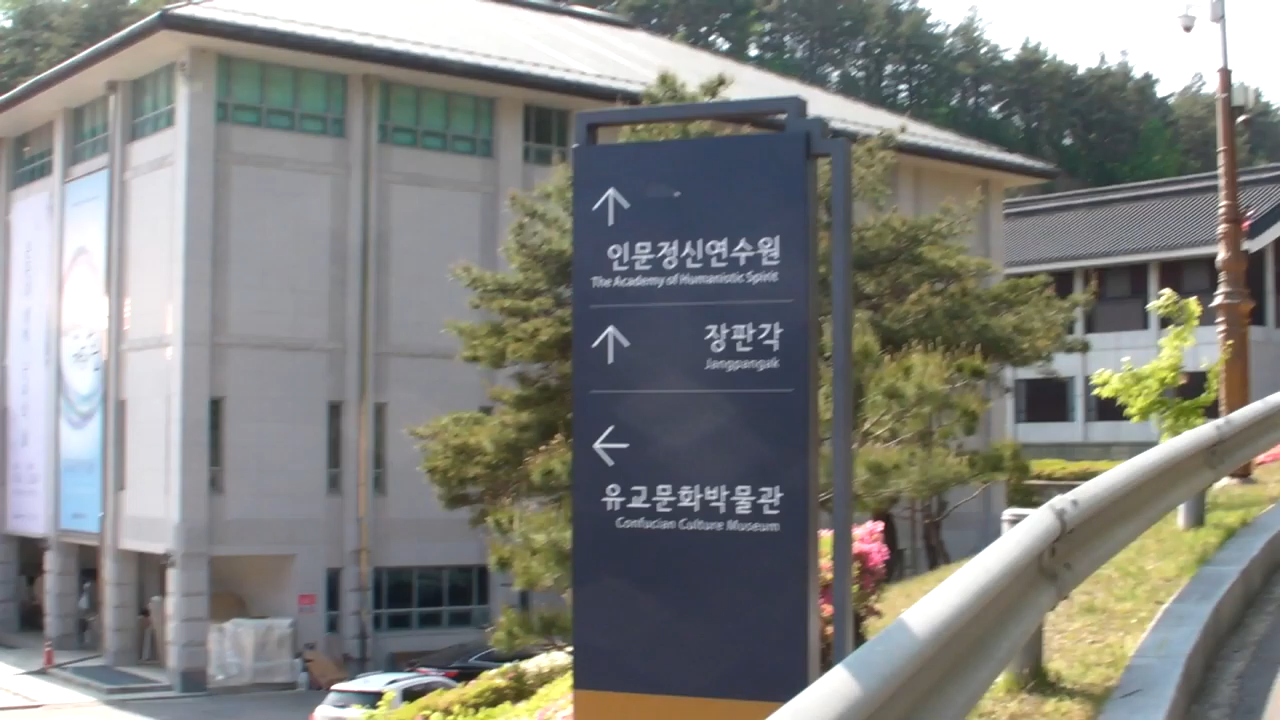 인문정신연수원
The Academy of Humanistic Spirit
장판각
Jangpangak
유교문화박물관
Confucian Culture Museum